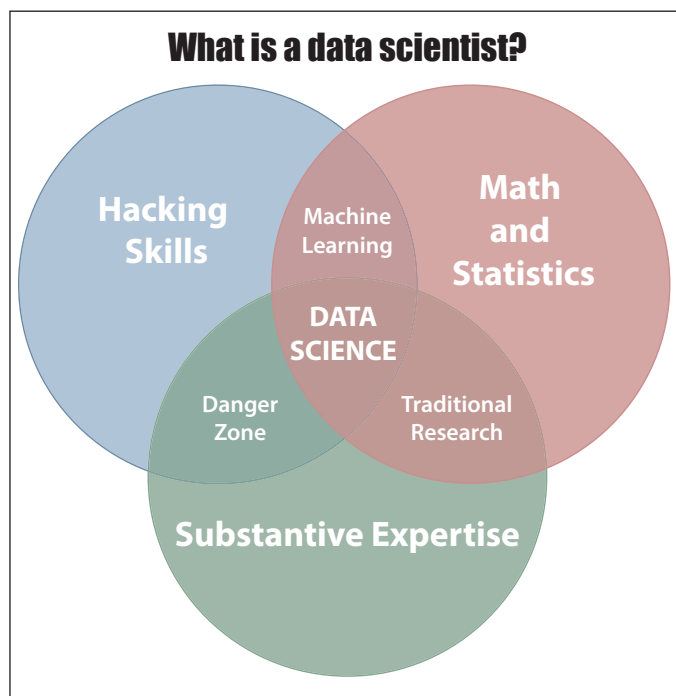 What is a data scientist?
Hacking
Skills
Math
and
Statistics
Machine
Learning
DATA
SCIENCE
Danger
Zone
Traditional
Research
Substantive Expertise